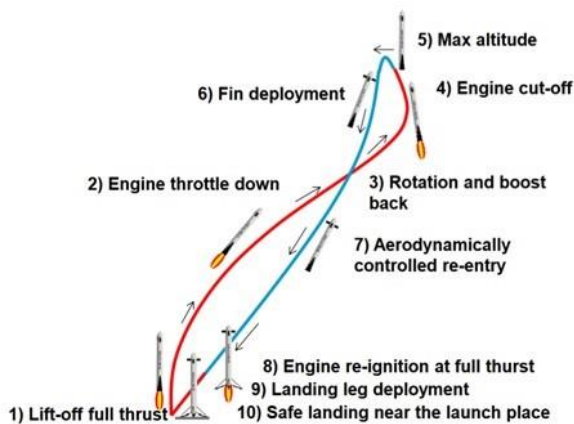 5) Max altitude
6) Fin deployment
4) Engine cut-off
2) Engine throttle down
3) Rotation and boost
back
7) Aerodynamically
controlled re-entry
8) Engine re-ignition at full thurst
9) Landing leg deployment
1) Lift-off full thrust
10) Safe landing near the launch place